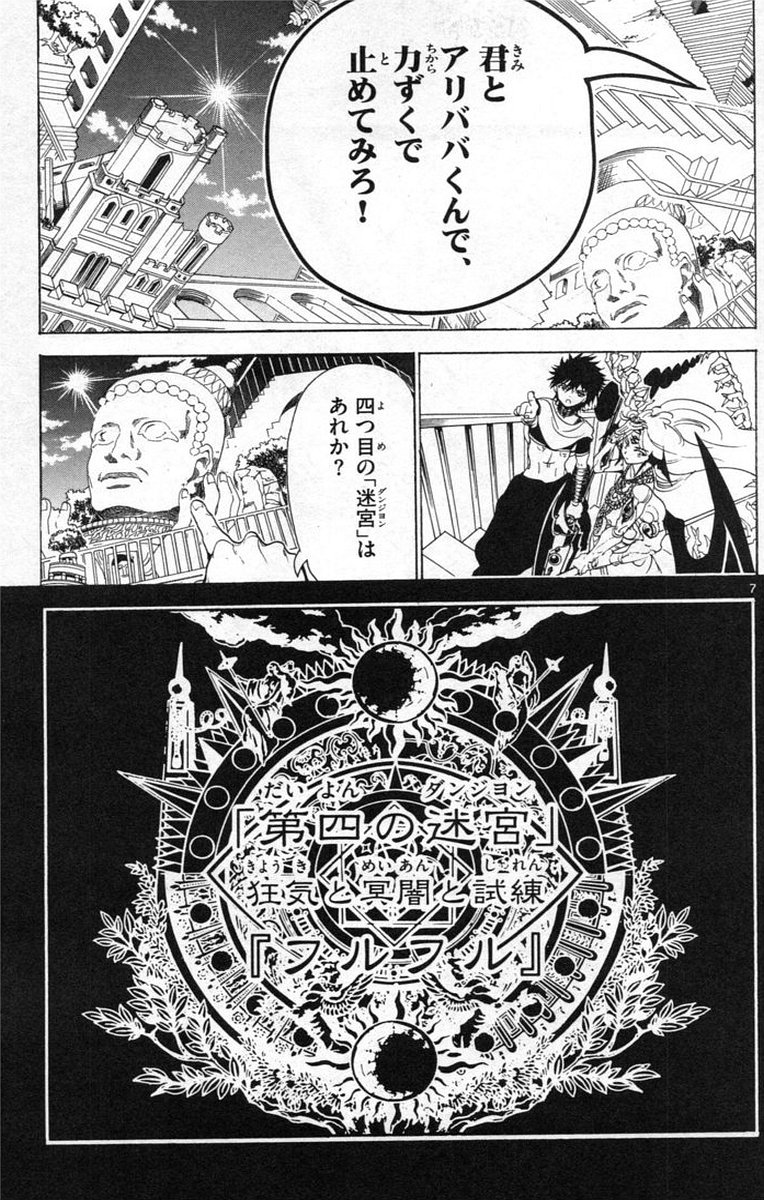 君と
アリババくんで、
力ずくで
止めてみろ!
四つ目の「迷宮」は
あれか?
7
「第四の迷宮」
狂気と冥闇と試練
『フルフル』